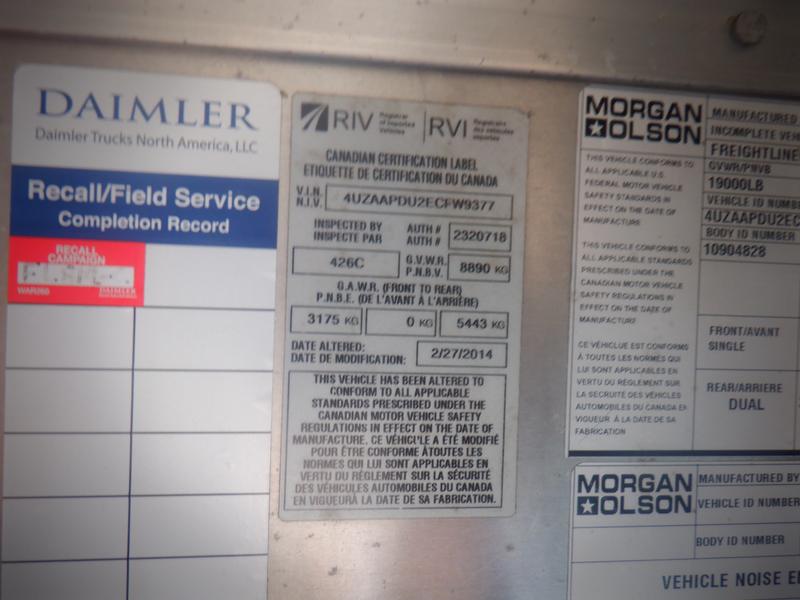 DAIMLER
Daimler Trucks North America, LLC
Recall/Field Service
Completion Record
RECALL
CAMPAIGN
DAIMLER
RIV Registrar
of Imported
Vehicles
RVI Registraire
des véhicules
importés
CANADIAN CERTIFICATION LABEL
ETIQUETTE DE CERTIFICATION DU CANADA
V.I.N.
N.I.V.
4UZAAPDU2ECFW9377
INSPECTED BY
INSPECTE PAR
AUTH #
AUTH #
2320718
426C
G.V.W.R.
P.N.B.V.
8890 KG
G.A.W.R. (FRONT TO REAR)
P.N.B.E. (DE L'AVANT À L'ARRIÈRE)
3175 KG 0 KG 5443 KG
DATE ALTERED:
DATE DE MODIFICATION:
2/27/2014
THIS VEHICLE HAS BEEN ALTERED TO
CONFORM TO ALL APPLICABLE
STANDARDS PRESCRIBED UNDER THE
CANADIAN MOTOR VEHICLE SAFETY
REGULATIONS IN EFFECT ON THE DATE OF
MANUFACTURE. CE VÉHICULE A ÉTÉ MODIFIÉ
POUR ÊTRE CONFORME ÀTOUTES LES
NORMES QUI LUI SONT APPLICABLES EN
VERTU DU RÈGLEMENT SUR LA SÉCURITÉ
DES VÉHICULES AUTOMOBILES DU CANADA
EN VIGUEURÀ LA DATE DE SA FABRICATION.
MORGAN
OLSON
THIS VEHICLE CONFORMS TO
ALL APPLICABLE U.S.
FEDERAL MOTOR VEHICLE
SAFETY STANDARDS IN
EFFECT ON THE DATE OF
MANUFACTURE
THIS VEHICLE CONFORMS TO
ALL APPLICABLE STANDARDS
PRESCRIBED UNDER THE
CANADIAN MOTOR VEHICLE
SAFETY REGULATIONS IN
EFFECT ON THE DATE OF
MANUFACTURE
CE VÉHICLUE EST CONFORME
À TOUTES LES NORMES QUI
LUI SONT APPLICABLES EN
VERTU DU RÈGLEMENT SUR
LA SECURITÉ DES VÉHICLES
AUTOMOBILES DU CANADA EN
VIGUEUR À LA DATE DE SA
FABRICATION
MANUFACTURED
INCOMPLETE VEH
FREIGHTLINE
GVWR/PNVB
19000LB
VEHICLE ID NUMB
4UZAAPDU2EC
BODY ID NUMBER
10904828
FRONT/AVANT
SINGLE
REAR/ARRIERE
DUAL
MORGAN
OLSON
MANUFACTURED BY
VEHICLE ID NUMBER
BODY ID NUMBER
VEHICLE NOISE E